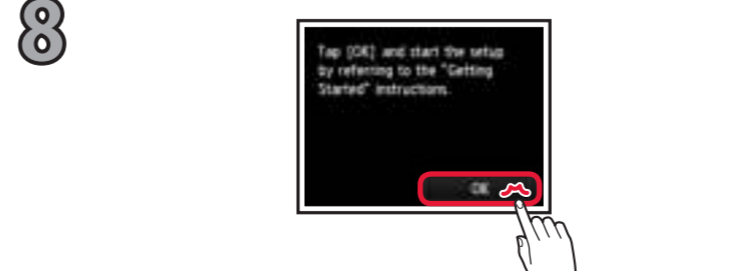 8
Tap [OK] and start the setup
by referring to the "Getting
Started" instructions.
OK